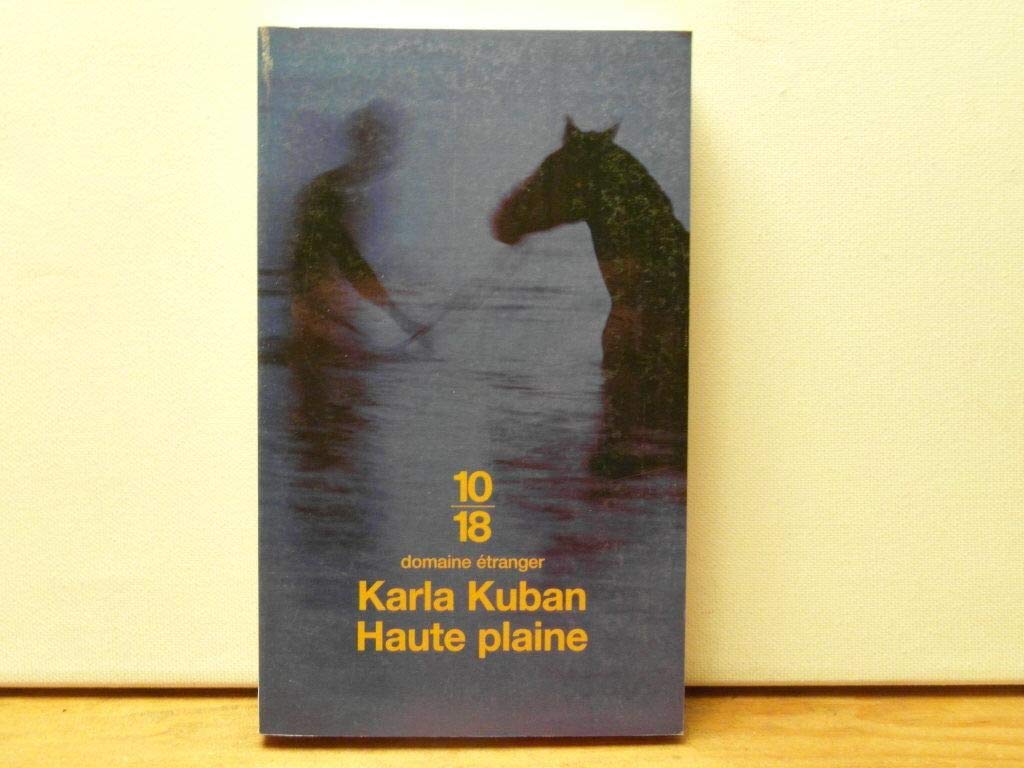 10
18
domaine étranger
Karla Kuban
Haute plaine